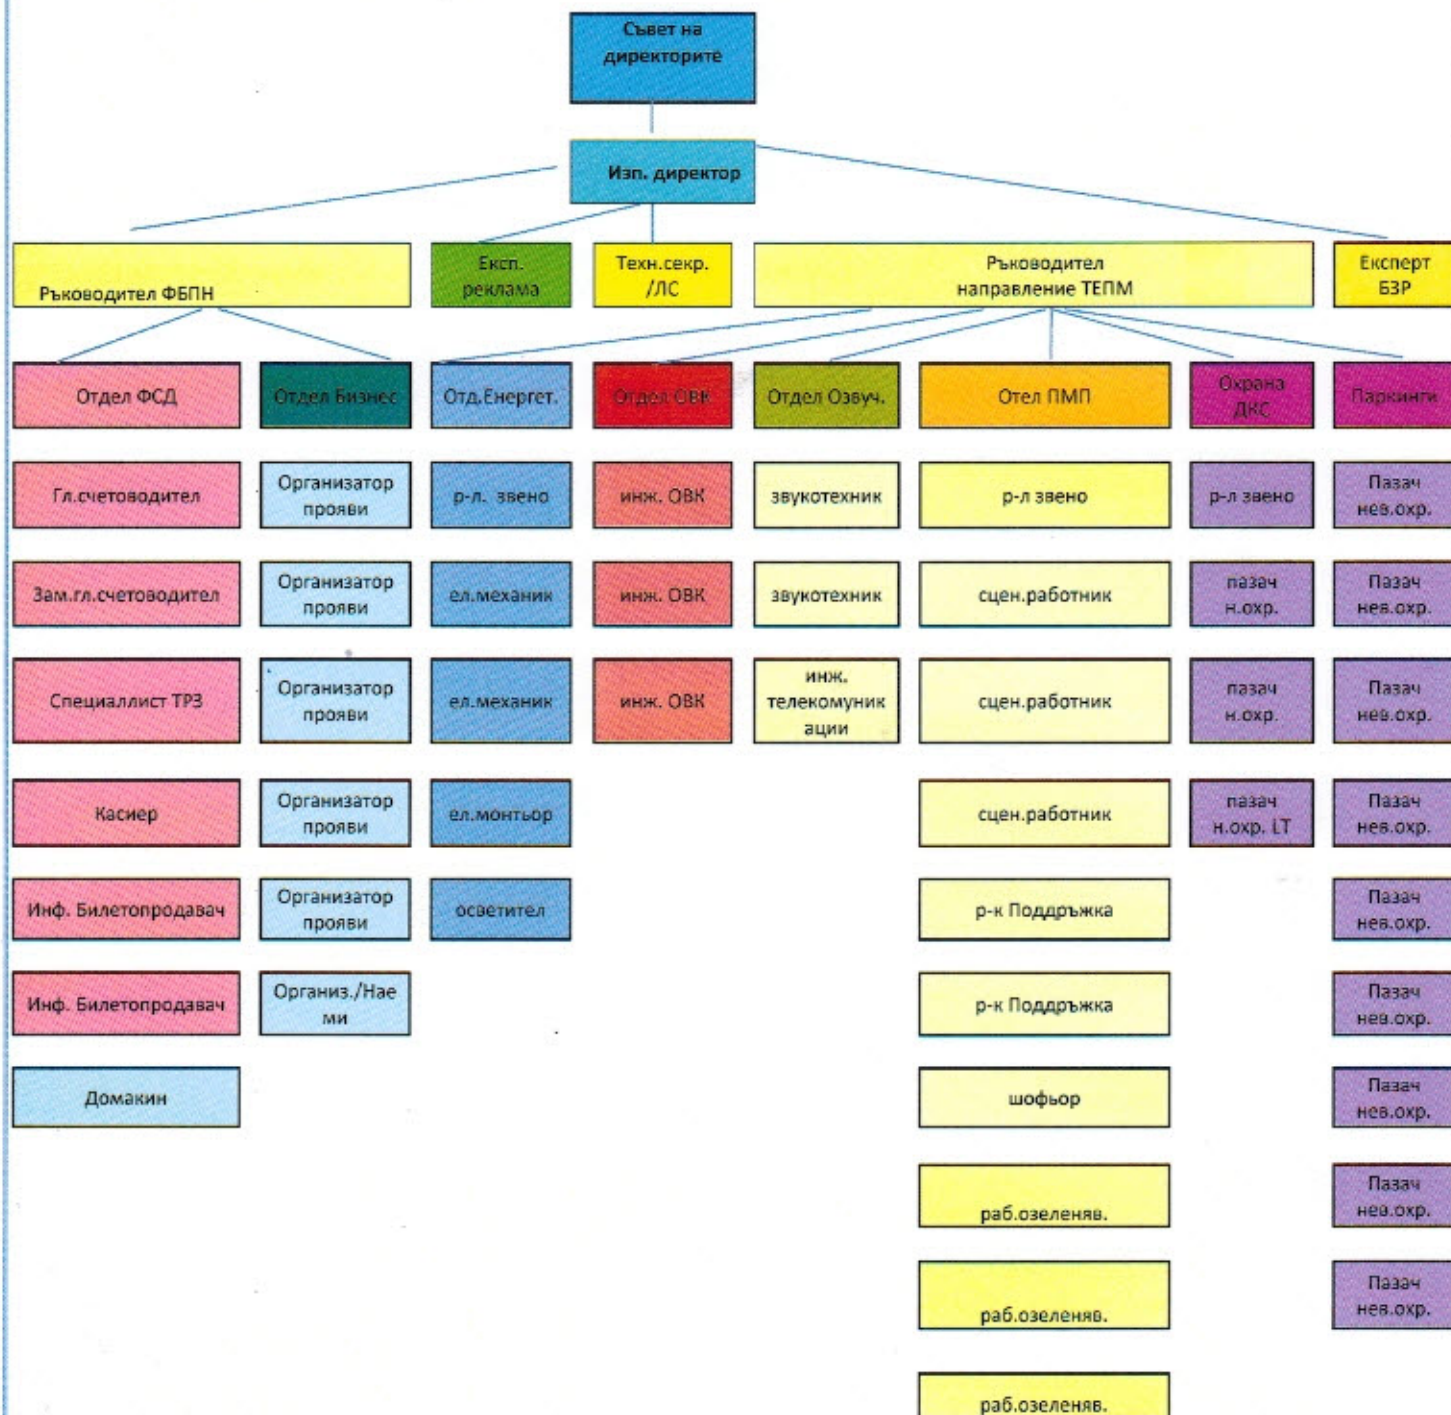 Съвет на
директорите
Изп. директор
Ръководител ФБПН
Експ.
реклама
Техн.секр.
/ЛС
Ръководител
направление ТЕПМ
Експерт
БЗР
Отдел ФСД
Отдел Бизнес
Отд.Енергет.
Отдел ОВК
Отдел Озвуч.
Отел ПМП
Охрана
ДКС
Паркинги
Гл.счетоводител
Организатор
прояви
р-л. звено
инж. ОВК
звукотехник
р-л звено
р-л звено
Пазач
нев.охр.
Зам.гл.счетоводител
Организатор
прояви
ел.механик
инж. ОВК
звукотехник
сцен.работник
пазач
н.охр.
Пазач
нев.охр.
Специаллист ТРЗ
Организатор
прояви
ел.механик
инж. ОВК
инж.
телекомуник
ации
сцен.работник
пазач
н.охр.
Пазач
нев.охр.
Касиер
Организатор
прояви
ел.монтьор
сцен.работник
пазач
н.охр. LT
Пазач
нев.охр.
Инф. Билетопродавач
Организатор
прояви
осветител
р-к Поддръжка
Пазач
нев.охр.
Инф. Билетопродавач
Организ./Нае
ми
р-к Поддръжка
Пазач
нев.охр.
Домакин
шофьор
Пазач
нев.охр.
раб.озеленяв.
Пазач
нев.охр.
раб.озеленяв.
Пазач
нев.охр.
раб.озеленяв.